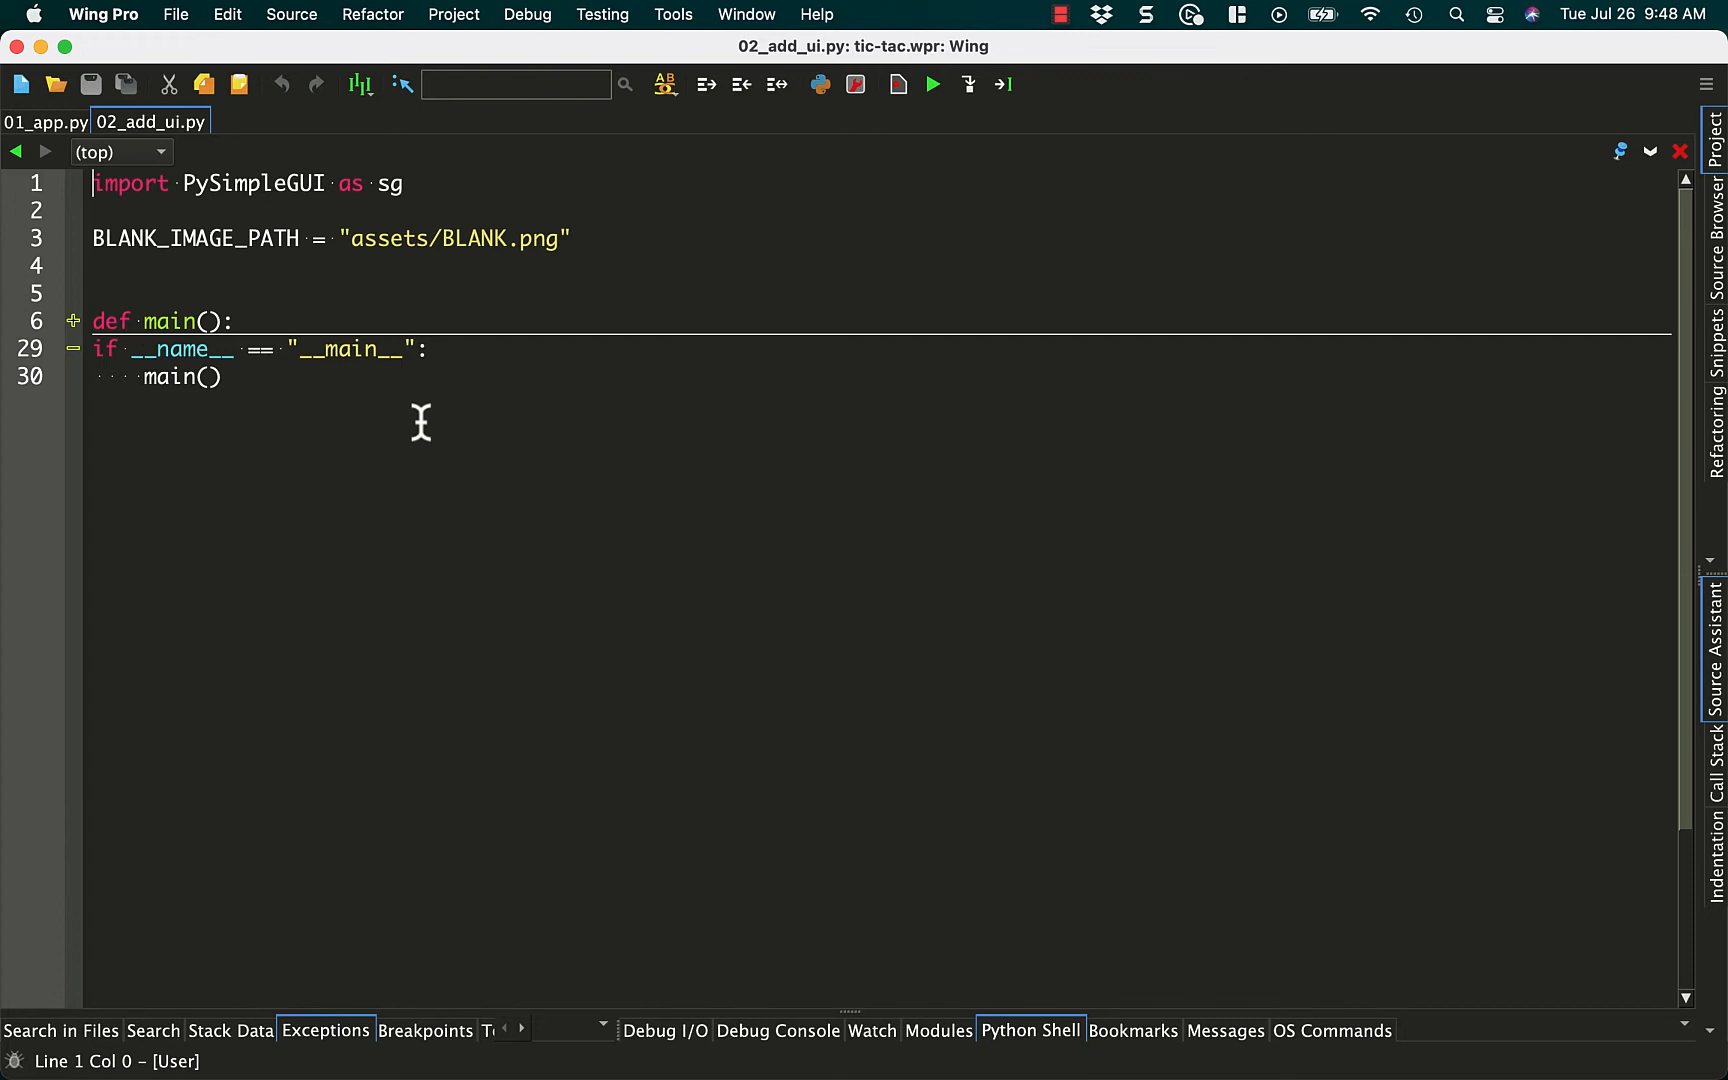 Wing Pro File Edit Source Refactor Project Debug Testing Tools Window Help Tue Jul 26 9:48 AM
02_add_ui.py: tic-tac.wpr: Wing
01_app.py 02_add_ui.py
(top)
1 import PySimpleGUI as sg
2
3 BLANK_IMAGE_PATH = "assets/BLANK.png"
4
5
6 def main():
29 if __name__ == "__main__":
30 main()
Project
Source Browser
Snippets
Refactoring
Source Assistant
Call Stack
Indentation
Search in Files Search Stack Data Exceptions Breakpoints Debug I/O Debug Console Watch Modules Python Shell Bookmarks Messages OS Commands
Line 1 Col 0 – [User]